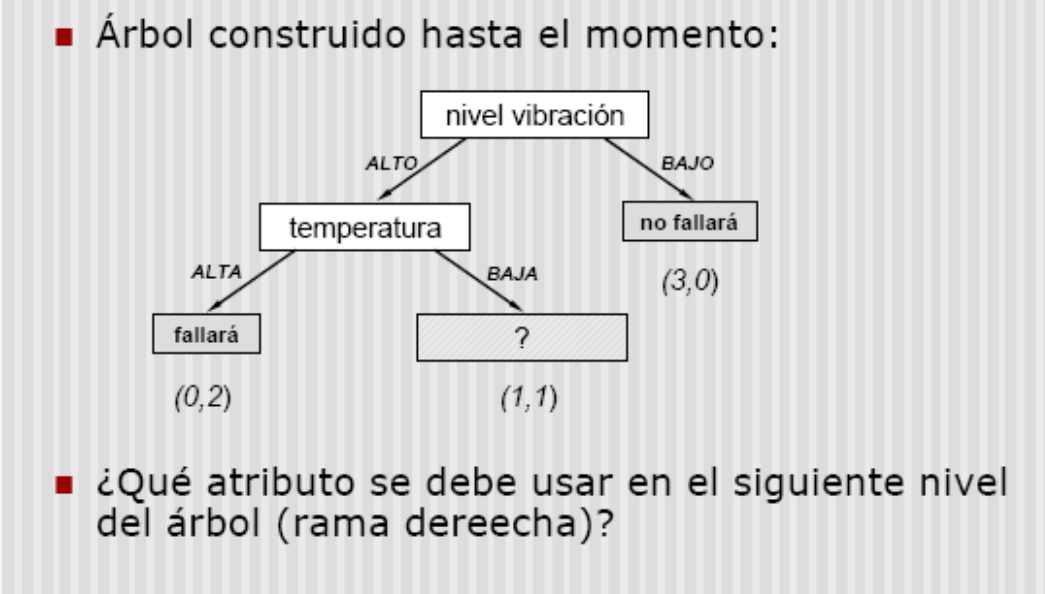 Árbol construido hasta el momento:
nivel vibración
ALTO
BAJO
temperatura
no fallará
(3,0)
ALTA
BAJA
fallará
?
(0,2)
(1,1)
¿Qué atributo se debe usar en el siguiente nivel
del árbol (rama dereecha)?